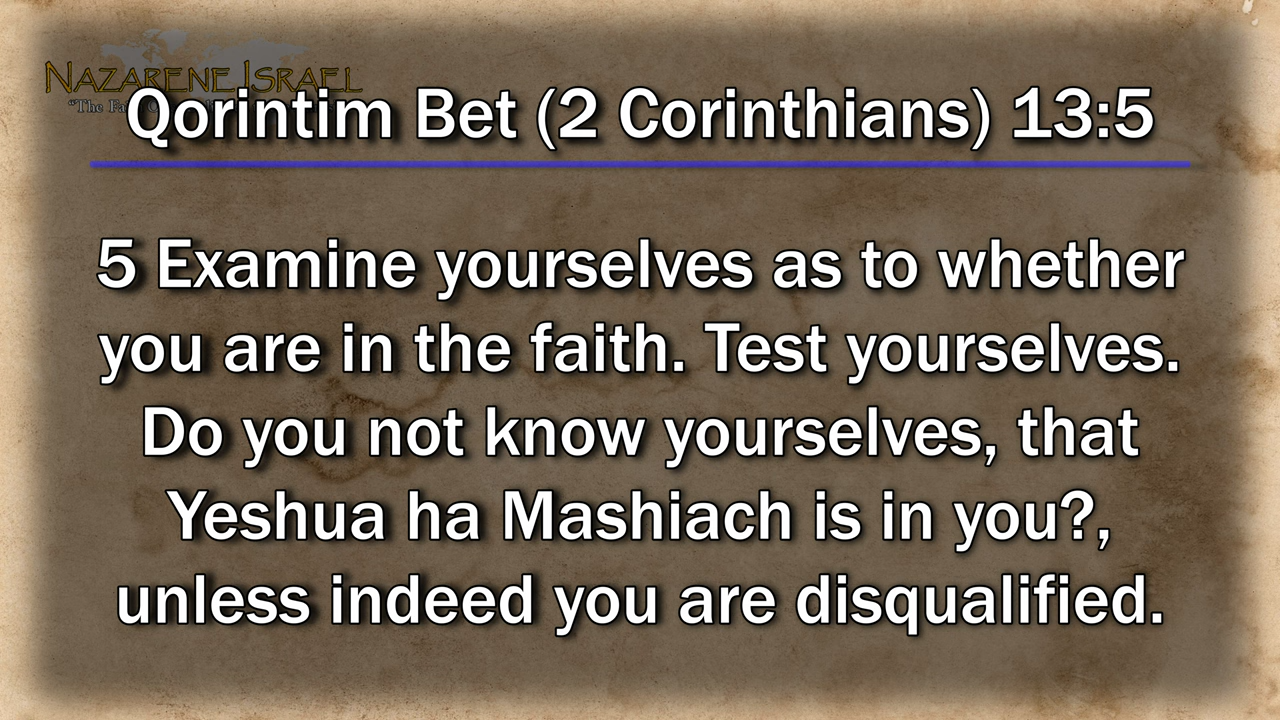 NAZARENE ISRAEL
"The Fa
Qorintim Bet (2 Corinthians) 13:5
5 Examine yourselves as to whether
you are in the faith. Test yourselves.
Do you not know yourselves, that
Yeshua ha Mashiach is in you?,
unless indeed you are disqualified.